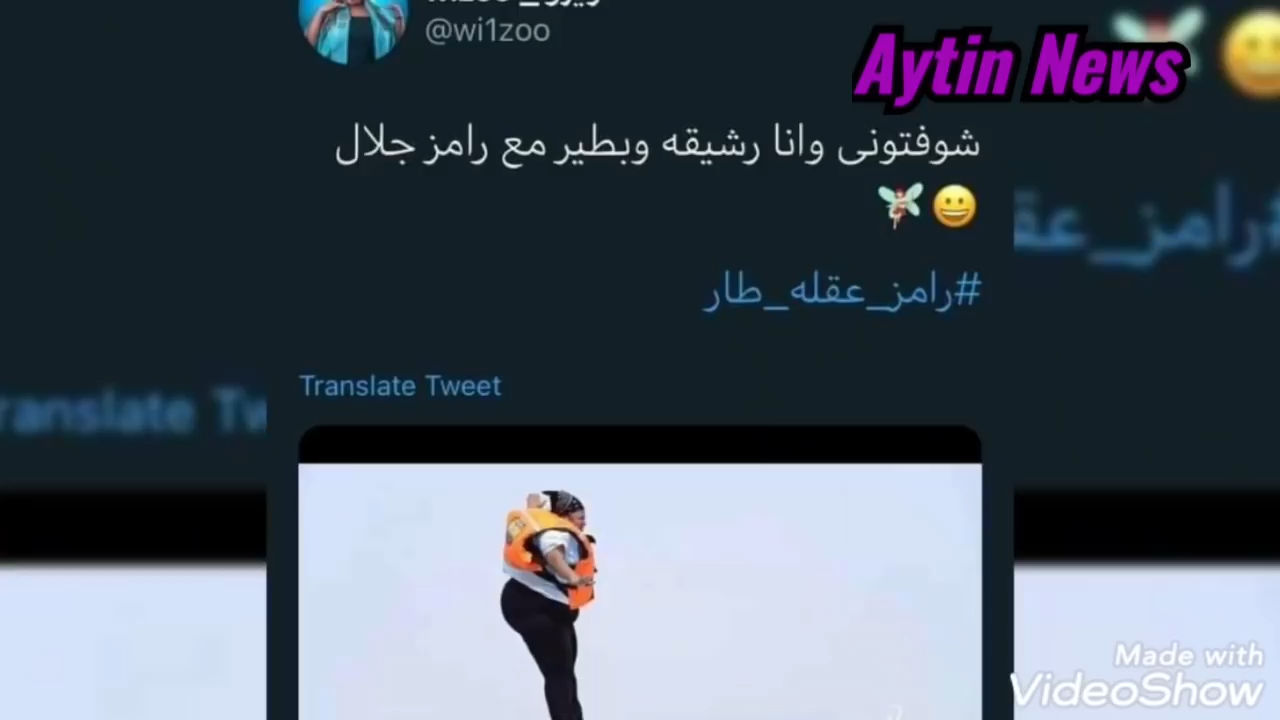 @wi1zoo
Aytin News
شوفتونى وانا رشيقه وبطير مع رامز جلال
😀🧚🏻‍♀️
#رامز_عقله_طار
Translate Tweet
Made with
VideoShow